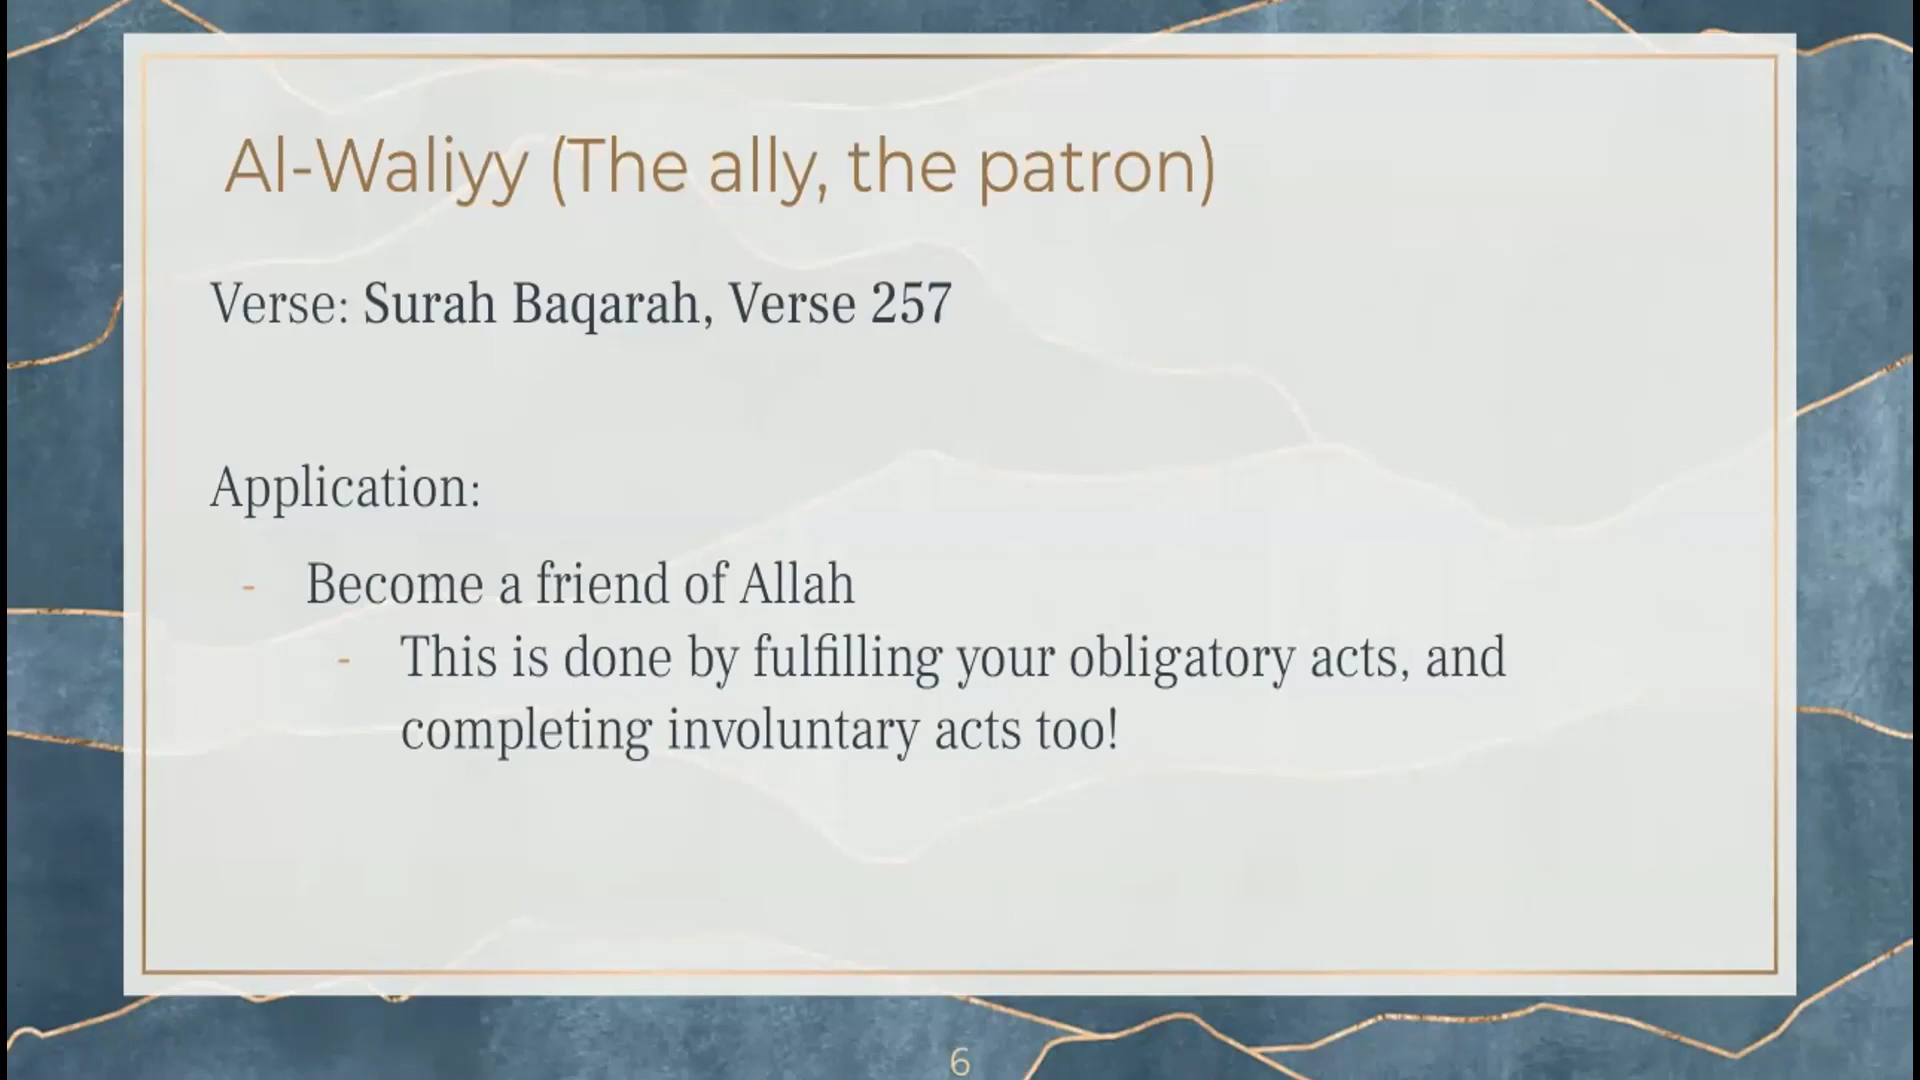 Al-Waliyy (The ally, the patron)
Verse: Surah Baqarah, Verse 257
Application:
- Become a friend of Allah
- This is done by fulfilling your obligatory acts, and
completing involuntary acts too!
6